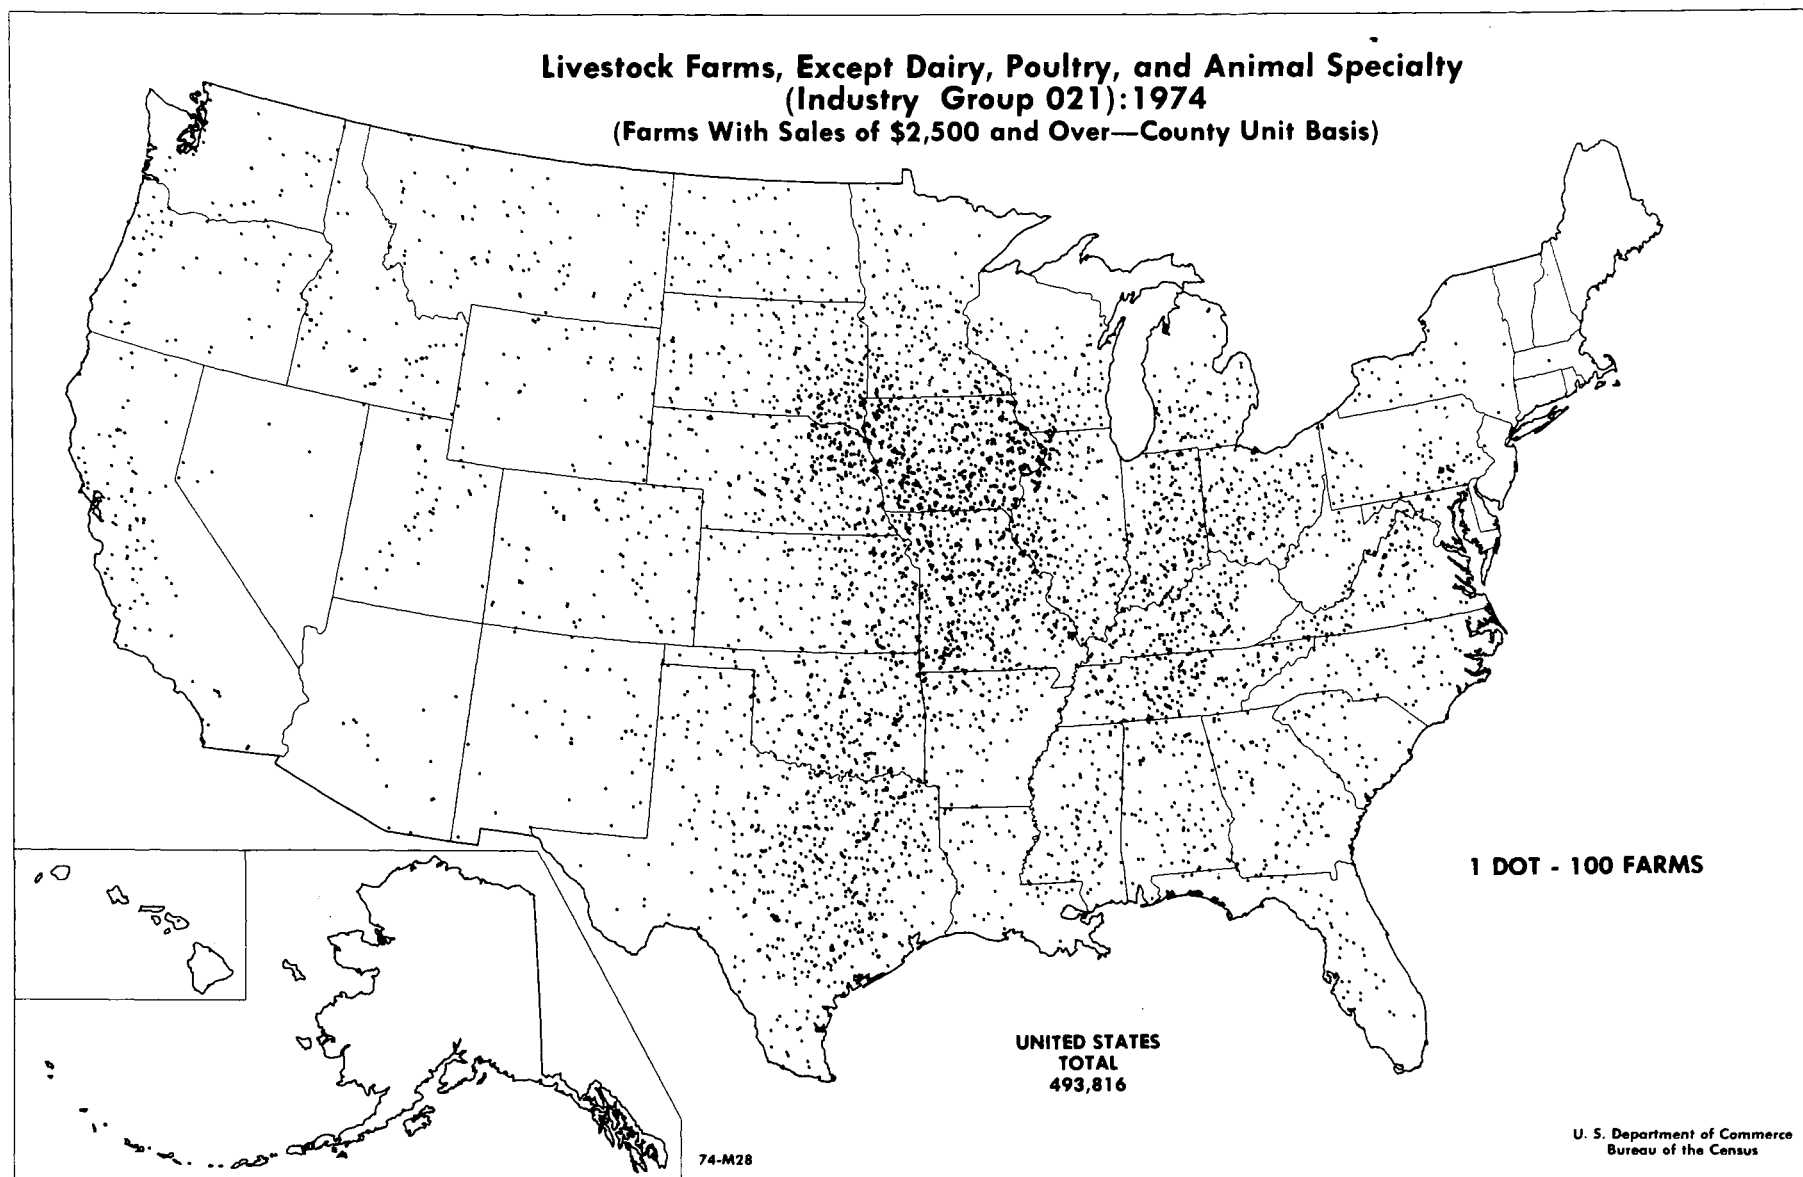 Livestock Farms, Except Dairy, Poultry, and Animal Specialty
(Industry Group 021):1974
(Farms With Sales of $2,500 and Over—County Unit Basis)
1 DOT - 100 FARMS
UNITED STATES
TOTAL
493,816
74-M28
U. S. Department of Commerce
Bureau of the Census